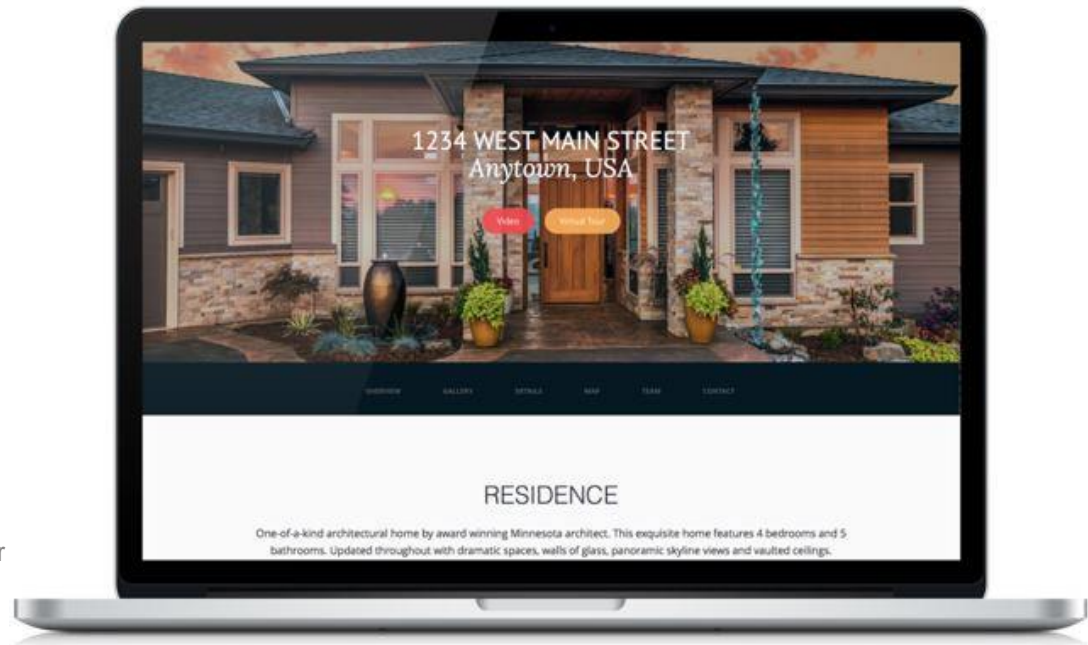 1234 WEST MAIN STREET
Anytown, USA
Video
Virtual Tour
OVERVIEW GALLERY DETAILS MAP TEAM CONTACT
RESIDENCE
One-of-a-kind architectural home by award winning Minnesota architect. This exquisite home features 4 bedrooms and 5
bathrooms. Updated throughout with dramatic spaces, walls of glass, panoramic skyline views and vaulted ceilings.
r